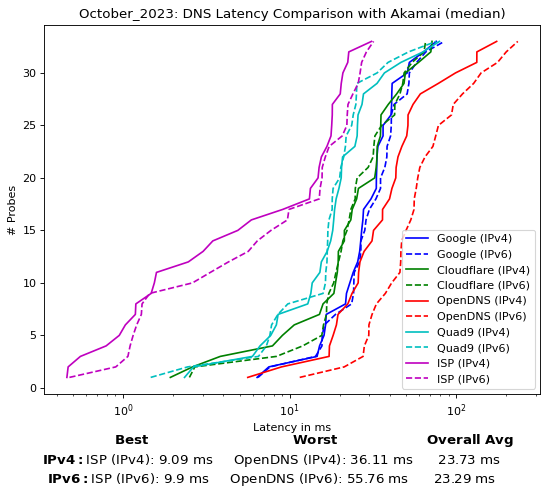 October_2023: DNS Latency Comparison with Akamai (median)
# Probes
30
25
20
15
10
5
0
Google (IPv4)
Google (IPv6)
Cloudflare (IPv4)
Cloudflare (IPv6)
OpenDNS (IPv4)
OpenDNS (IPv6)
Quad9 (IPv4)
Quad9 (IPv6)
ISP (IPv4)
ISP (IPv6)
10⁰ 10¹ 10²
Latency in ms
Best Worst Overall Avg
IPv4: ISP (IPv4): 9.09 ms OpenDNS (IPv4): 36.11 ms 23.73 ms
IPv6: ISP (IPv6): 9.9 ms OpenDNS (IPv6): 55.76 ms 23.29 ms